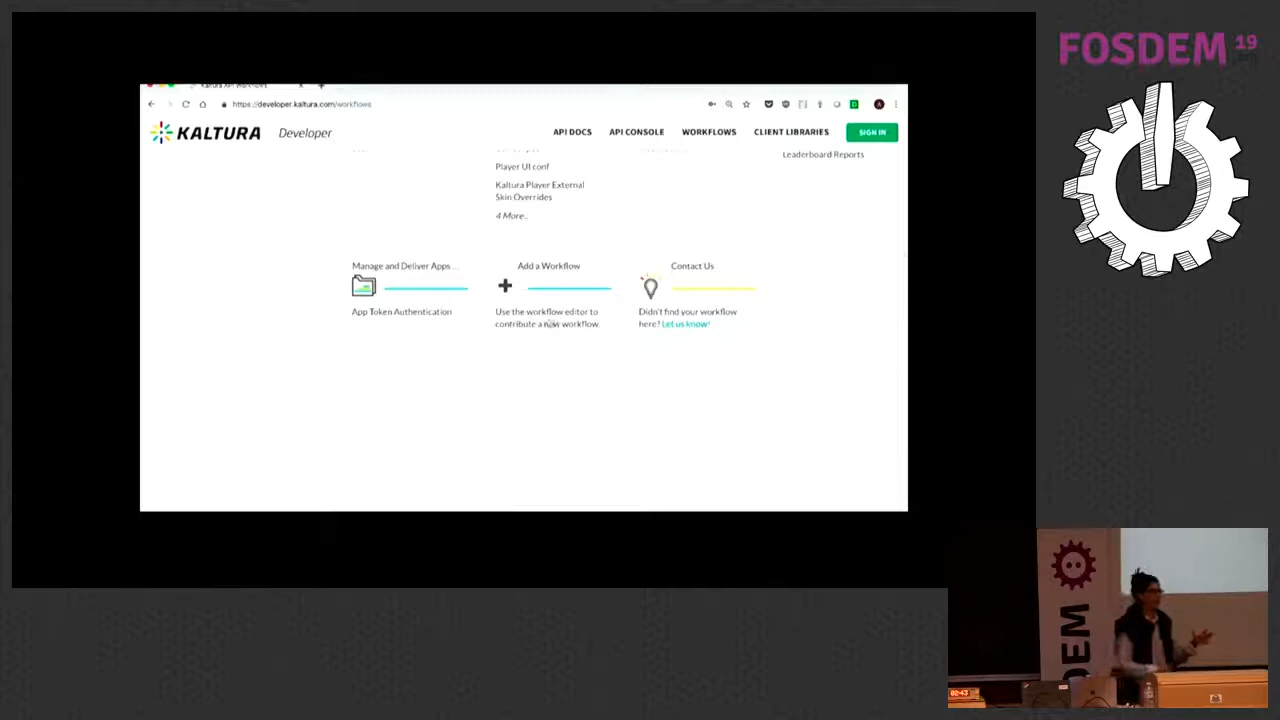 FOSDEM 19
https://developer.kaltura.com/workflows
KALTURA Developer
API DOCS
API CONSOLE
WORKFLOWS
CLIENT LIBRARIES
SIGN IN
Leaderboard Reports
Player UI conf
Kaltura Player External
Skin Overrides
4 More..
Manage and Deliver Apps ...
Add a Workflow
Contact Us
App Token Authentication
Use the workflow editor to
contribute a new workflow
Didn't find your workflow
here? Let us know!
DEM
02:43